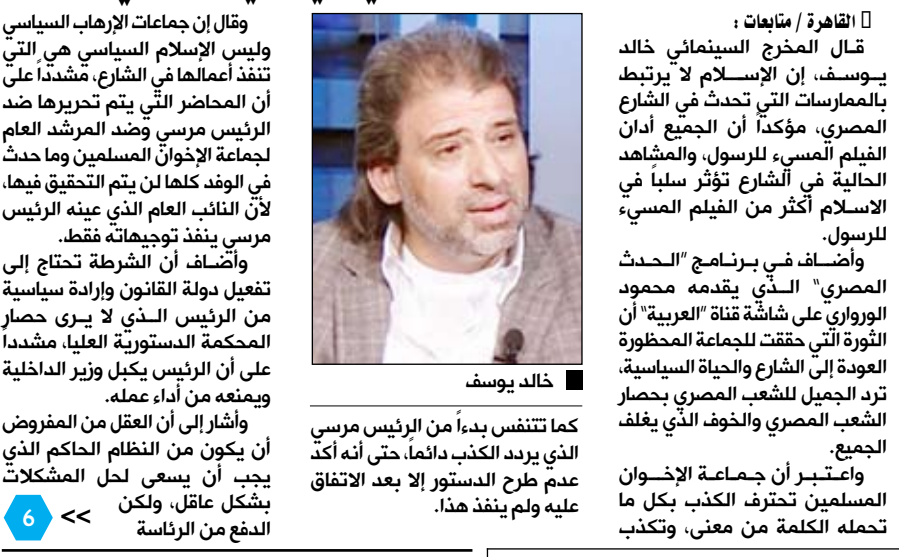 القاهرة / متابعات :
قال المخرج السينمائي خالد
يوسف، إن الإسلام لا يرتبط
بالممارسات التي تحدث في الشارع
المصري، مؤكداً أن الجميع أدان
الفيلم المسيء للرسول، والمشاهد
الحالية في الشارع تؤثر سلباً في
الاسلام أكثر من الفيلم المسيء
للرسول.
وأضاف في برنامج "الحدث
المصري" الذي يقدمه محمود
الورواري على شاشة قناة "العربية" أن
الثورة التي حققت للجماعة المحظورة
العودة إلى الشارع والحياة السياسية،
ترد الجميل للشعب المصري بحصار
الشعب المصري والخوف الذي يغلف
الجميع.
واعتبر أن جماعة الإخوان
المسلمين تحترف الكذب بكل ما
تحمله الكلمة من معنى، وتكذب
خالد يوسف
كما تتنفس بدءاً من الرئيس مرسي
الذي يردد الكذب دائماً، حتى أنه أكد
عدم طرح الدستور إلا بعد الاتفاق
عليه ولم ينفذ هذا.
وقال إن جماعات الإرهاب السياسي
وليس الإسلام السياسي هي التي
تنفذ أعمالها في الشارع، مشدداً على
أن المحاضر التي يتم تحريرها ضد
الرئيس مرسي وضد المرشد العام
لجماعة الإخوان المسلمين وما حدث
في الوفد كلها لن يتم التحقيق فيها،
لأن النائب العام الذي عينه الرئيس
مرسي ينفذ توجيهاته فقط.
وأضاف أن الشرطة تحتاج إلى
تفعيل دولة القانون وإرادة سياسية
من الرئيس الذي لا يرى حصار
المحكمة الدستورية العليا، مشدداً
على أن الرئيس يكبل وزير الداخلية
ويمنعه من أداء عمله.
وأشار إلى أن العقل من المفروض
أن يكون من النظام الحاكم الذي
يجب أن يسعى لحل المشكلات
بشكل عاقل، ولكن
الدفع من الرئاسة
>> 6